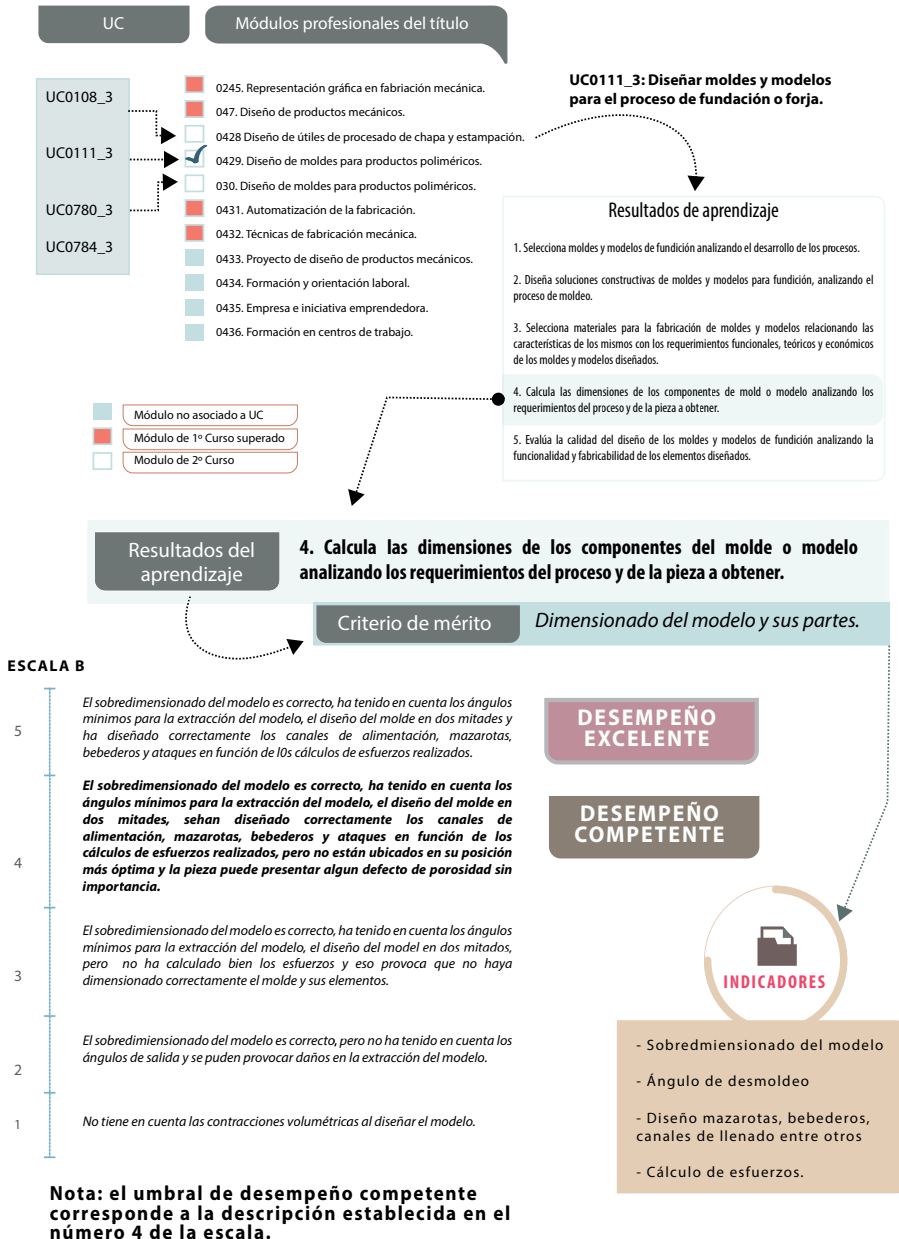 UC
Módulos profesionales del título
UC0108_3
UC0111_3
UC0780_3
UC0784_3
0245. Representación gráfica en fabriación mecánica.
047. Diseño de productos mecánicos.
0428 Diseño de útiles de procesado de chapa y estampación.
0429. Diseño de moldes para productos poliméricos.
030. Diseño de moldes para productos poliméricos.
0431. Automatización de la fabricación.
0432. Técnicas de fabricación mecánica.
0433. Proyecto de diseño de productos mecánicos.
0434. Formación y orientación laboral.
0435. Empresa e iniciativa emprendedora.
0436. Formación en centros de trabajo.
UC0111_3: Diseñar moldes y modelos
para el proceso de fundación o forja.
Resultados de aprendizaje
1. Selecciona moldes y modelos de fundición analizando el desarrollo de los procesos.
2. Diseña soluciones constructivas de moldes y modelos para fundición, analizando el
proceso de moldeo.
3. Selecciona materiales para la fabricación de moldes y modelos relacionando las
características de los mismos con los requerimientos funcionales, teóricos y económicos
de los moldes y modelos diseñados.
4. Calcula las dimensiones de los componentes de mold o modelo analizando los
requerimientos del proceso y de la pieza a obtener.
5. Evalúa la calidad del diseño de los moldes y modelos de fundición analizando la
funcionalidad y fabricabilidad de los elementos diseñados.
Módulo no asociado a UC
Módulo de 1º Curso superado
Modulo de 2º Curso
Resultados del
aprendizaje
4. Calcula las dimensiones de los componentes del molde o modelo
analizando los requerimientos del proceso y de la pieza a obtener.
Criterio de mérito
Dimensionado del modelo y sus partes.
ESCALA B
5
El sobredimensionado del modelo es correcto, ha tenido en cuenta los ángulos
mínimos para la extracción del modelo, el diseño del molde en dos mitades y
ha diseñado correctamente los canales de alimentación, mazarotas,
bebederos y ataques en función de l0s cálculos de esfuerzos realizados.
DESEMPEÑO
EXCELENTE
4
El sobredimensionado del modelo es correcto, ha tenido en cuenta los
ángulos mínimos para la extracción del modelo, el diseño del molde en
dos mitades, sehan diseñado correctamente los canales de
alimentación, mazarotas, bebederos y ataques en función de los
cálculos de esfuerzos realizados, pero no están ubicados en su posición
más óptima y la pieza puede presentar algun defecto de porosidad sin
importancia.
DESEMPEÑO
COMPETENTE
3
El sobredimiensionado del modelo es correcto, ha tenido en cuenta los ángulos
mínimos para la extracción del modelo, el diseño del model en dos mitados,
pero no ha calculado bien los esfuerzos y eso provoca que no haya
dimensionado correctamente el molde y sus elementos.
2
El sobredimiensionado del modelo es correcto, pero no ha tenido en cuenta los
ángulos de salida y se puden provocar daños en la extracción del modelo.
1
No tiene en cuenta las contracciones volumétricas al diseñar el modelo.
INDICADORES
- Sobredmiensionado del modelo
- Ángulo de desmoldeo
- Diseño mazarotas, bebederos,
canales de llenado entre otros
- Cálculo de esfuerzos.
Nota: el umbral de desempeño competente
corresponde a la descripción establecida en el
número 4 de la escala.